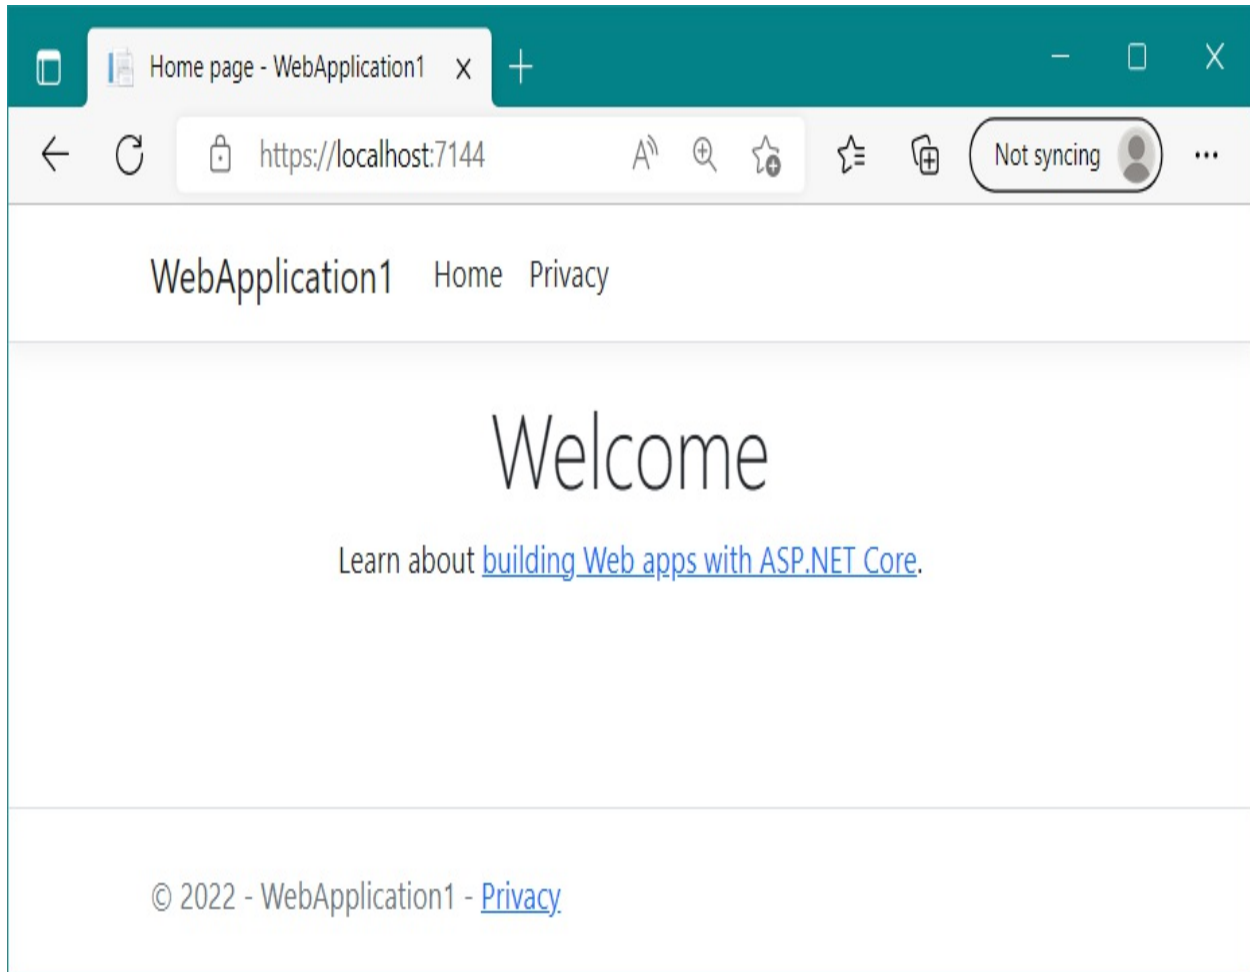 Home page - WebApplication1
https://localhost:7144
Not syncing
WebApplication1 Home Privacy
Welcome
Learn about building Web apps with ASP.NET Core.
© 2022 - WebApplication1 - Privacy